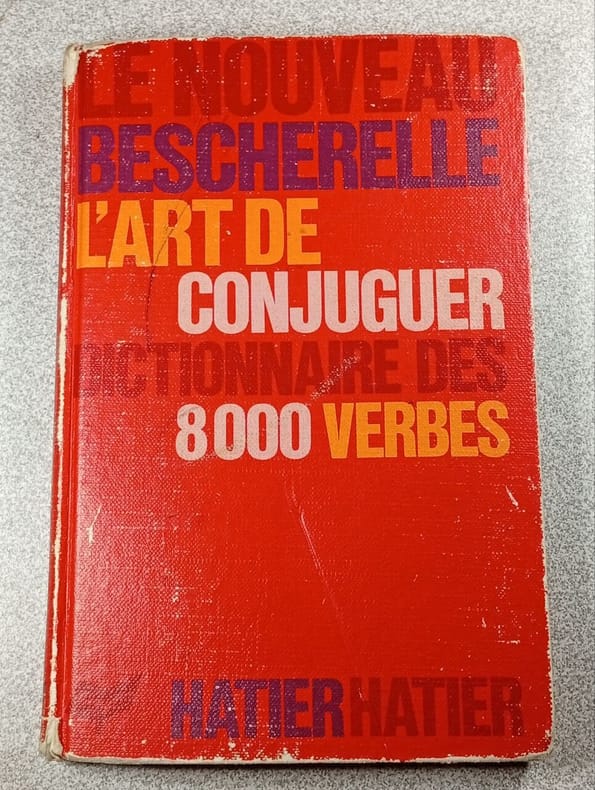 LE NOUVEAU
BESCHERELLE
L'ART DE
CONJUGUER
DICTIONNAIRE DES
8000 VERBES
HATIER HATIER